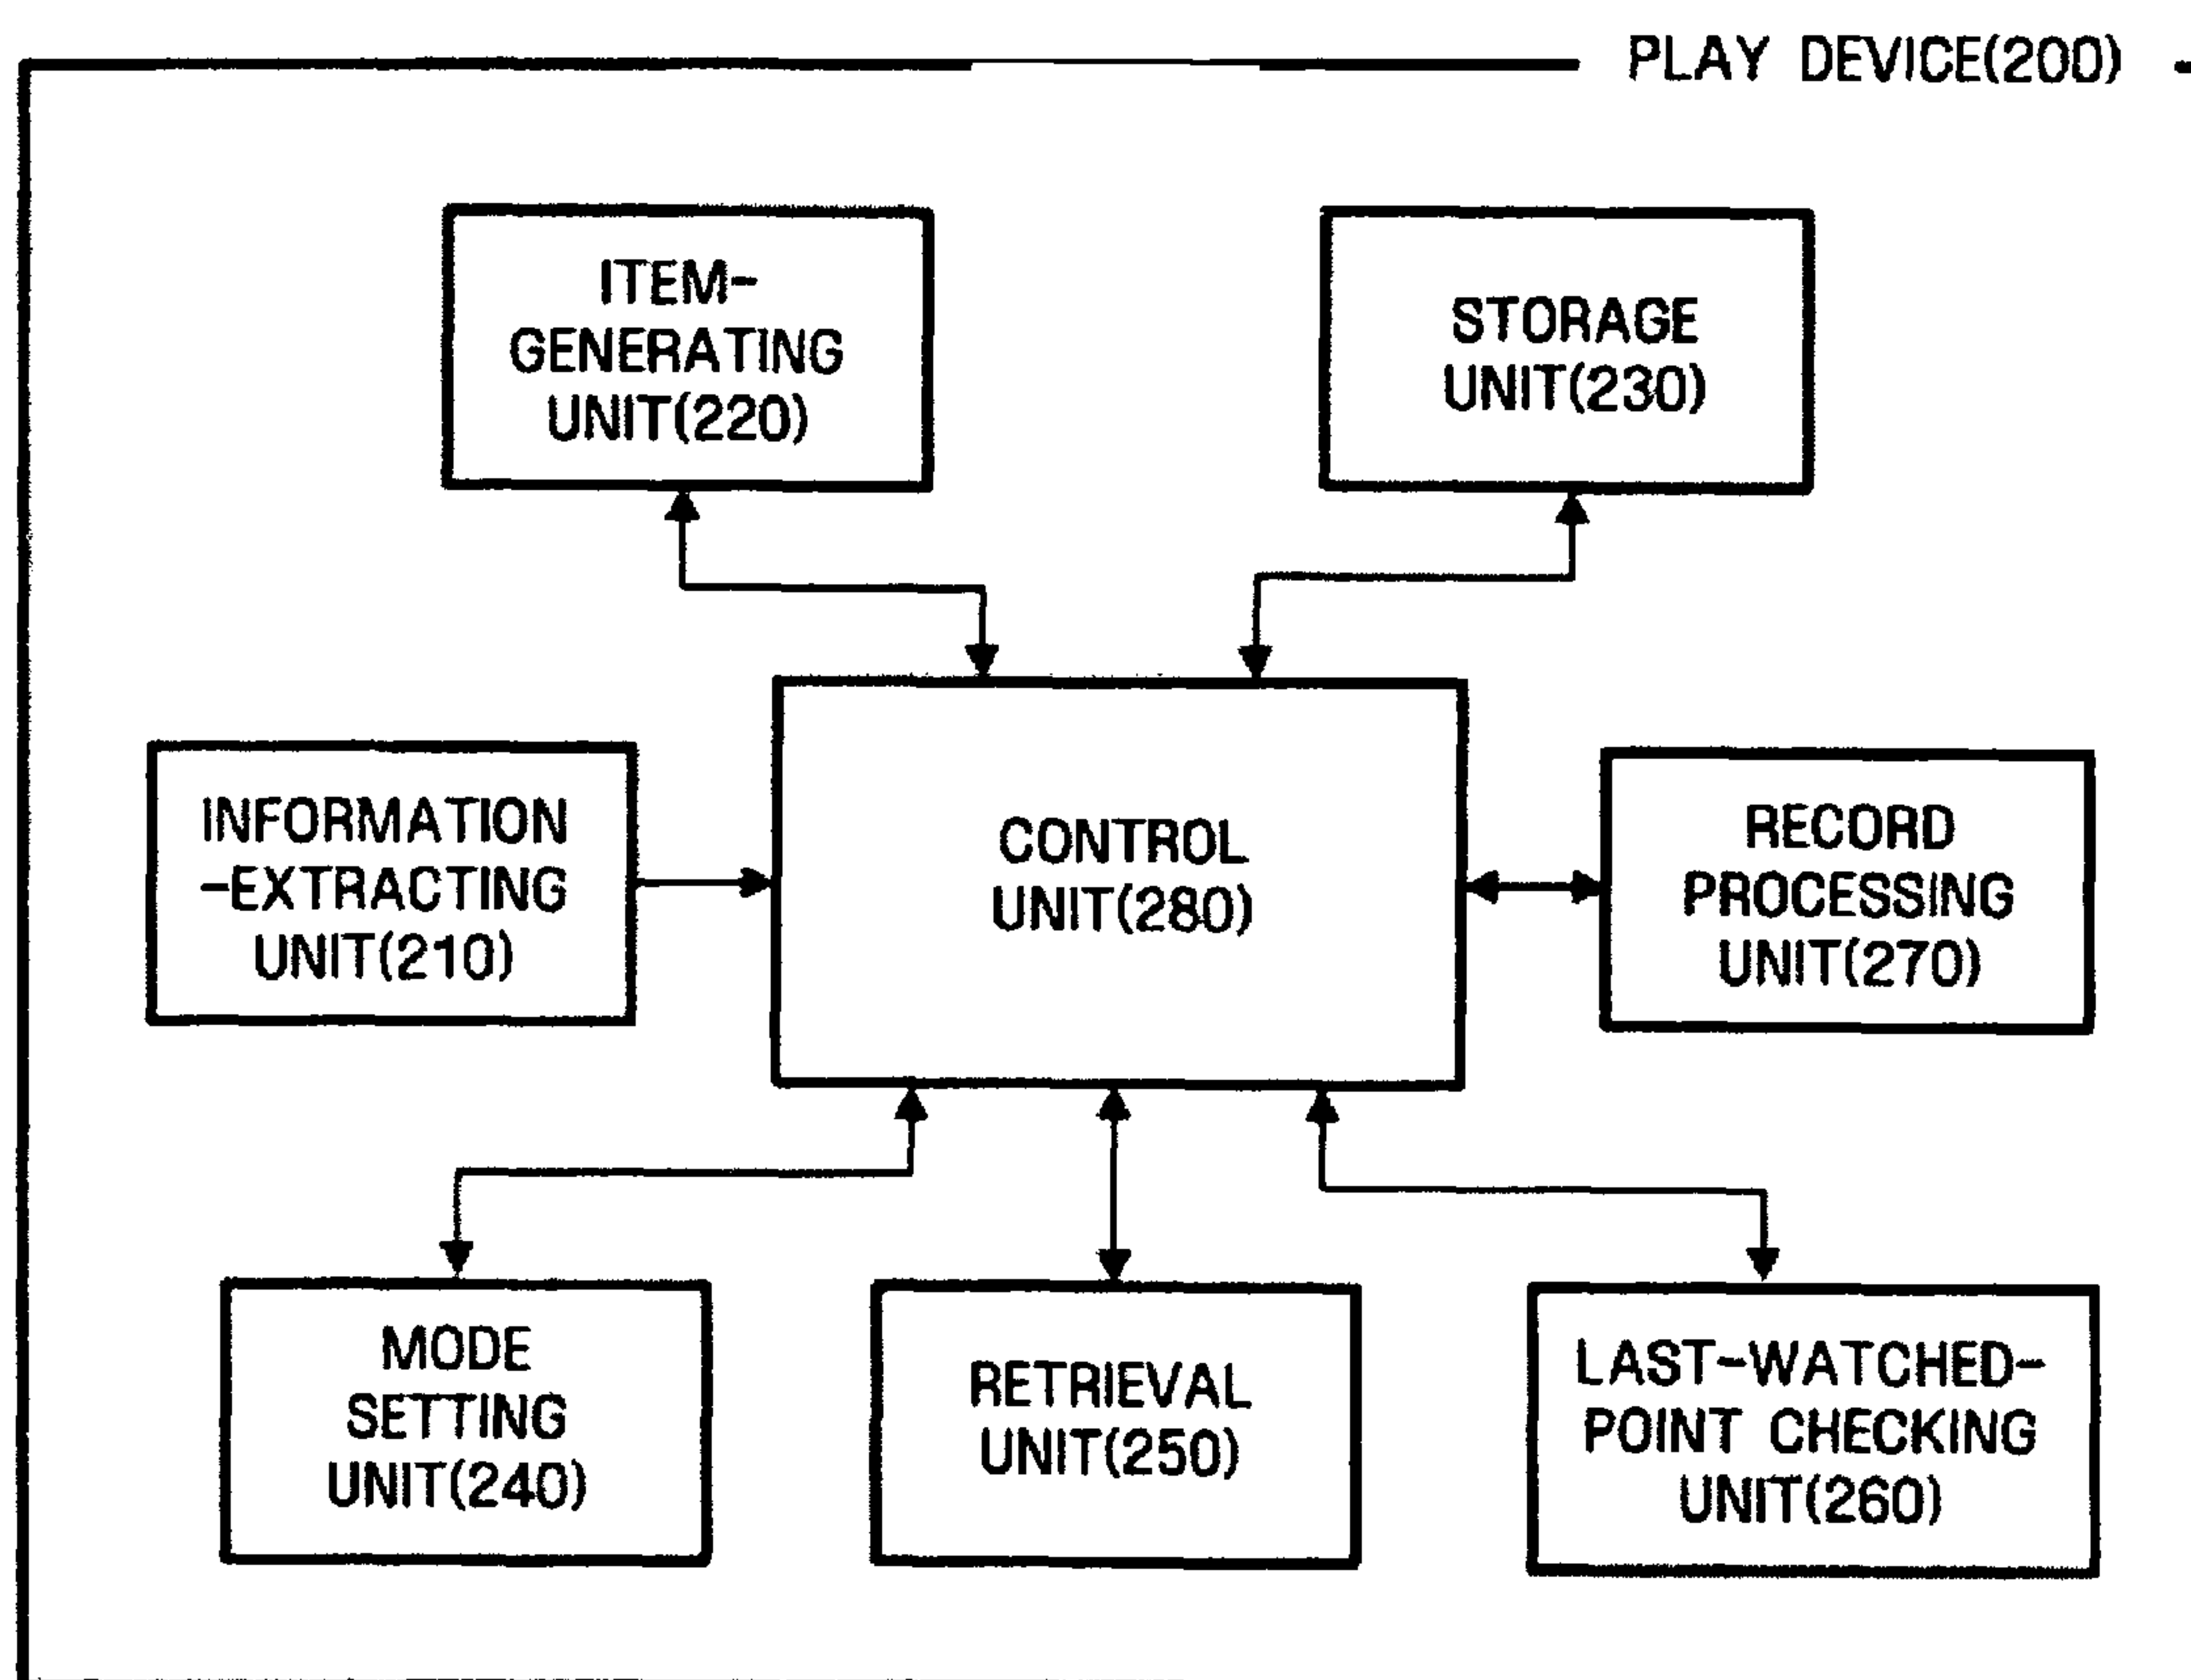 PLAY DEVICE(200)
ITEM-
GENERATING
UNIT(220)
STORAGE
UNIT(230)
INFORMATION
-EXTRACTING
UNIT(210)
CONTROL
UNIT(280)
RECORD
PROCESSING
UNIT(270)
MODE
SETTING
UNIT(240)
RETRIEVAL
UNIT(250)
LAST-WATCHED-
POINT CHECKING
UNIT(260)